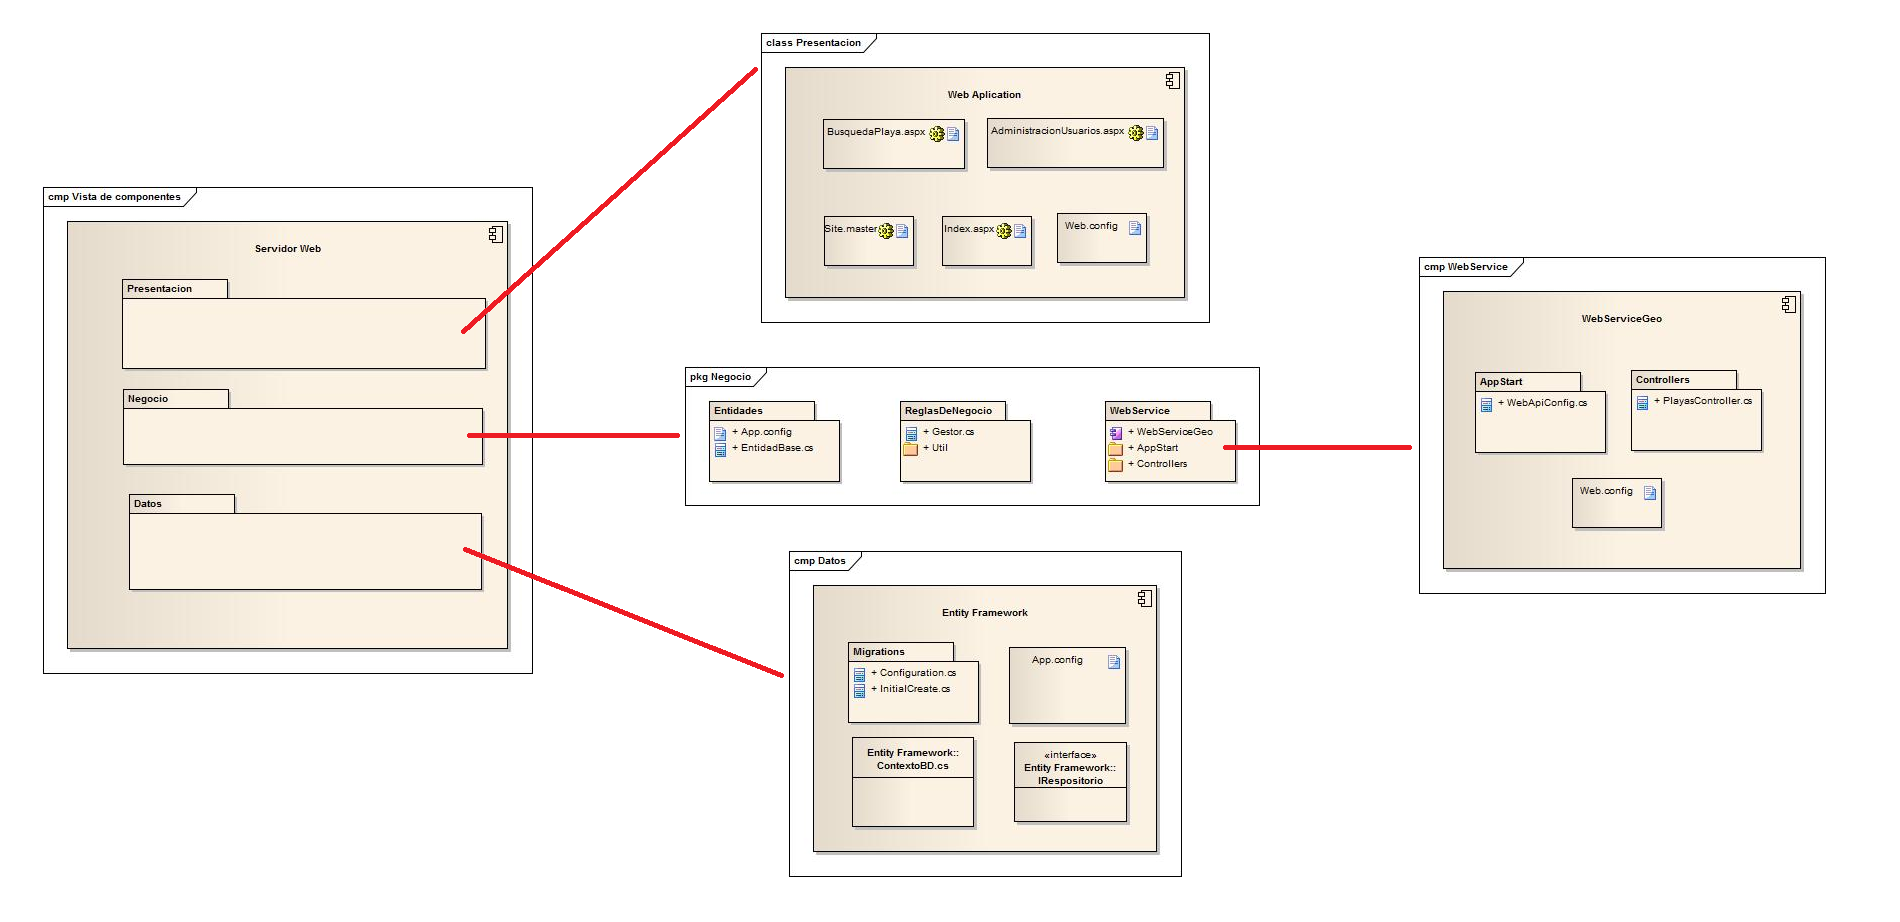 cmp Vista de componentes
Servidor Web
Presentacion
Negocio
Datos
class Presentacion
Web Aplication
BusquedaPlaya.aspx
AdministracionUsuarios.aspx
Site.master
Index.aspx
Web.config
pkg Negocio
Entidades
+ App.config
+ EntidadBase.cs
ReglasDeNegocio
+ Gestor.cs
+ Util
WebService
+ WebServiceGeo
+ AppStart
+ Controllers
cmp Datos
Entity Framework
Migrations
+ Configuration.cs
+ InitialCreate.cs
App.config
Entity Framework::
ContextoBD.cs
«interface»
Entity Framework::
IRespositorio
cmp WebService
WebServiceGeo
AppStart
+ WebApiConfig.cs
Controllers
+ PlayasController.cs
Web.config